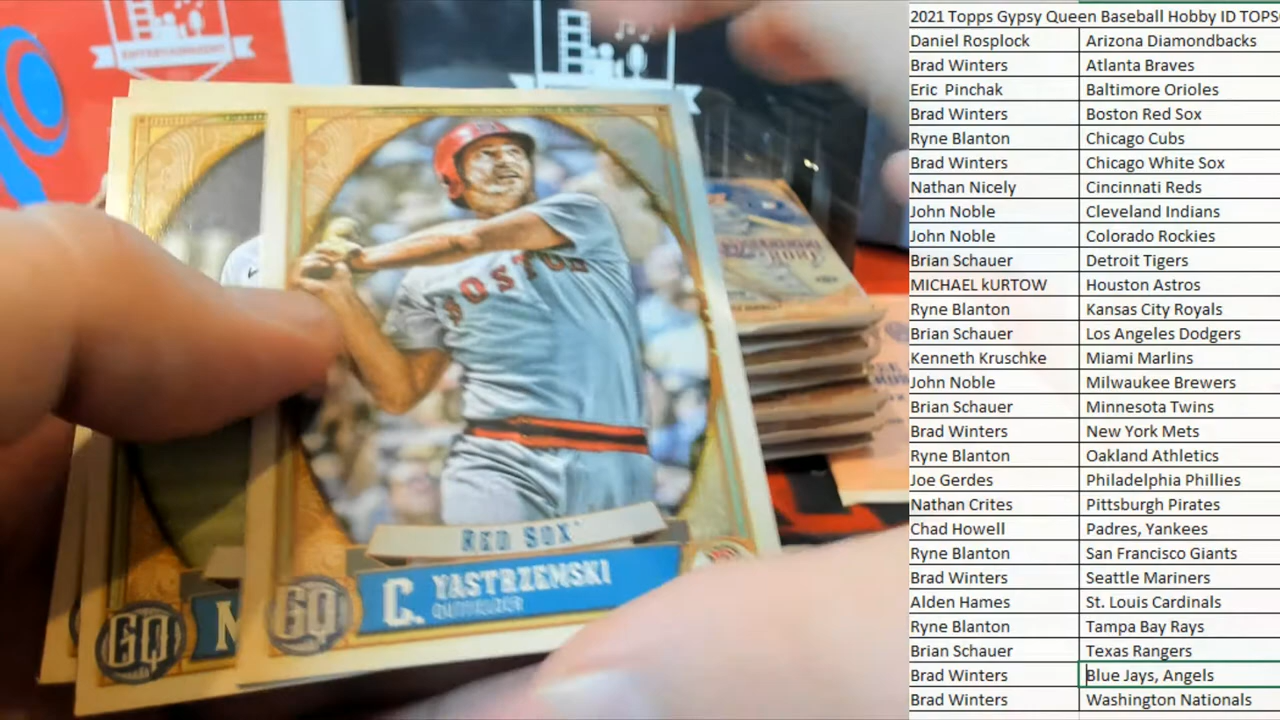 ENTERTAINMENT
BOSTON
RED SOX
GQ
C. YASTRZEMSKI
OUTFIELDER
GQ
N
2021 Topps Gypsy Queen Baseball Hobby ID TOPS
Daniel Rosplock Arizona Diamondbacks
Brad Winters Atlanta Braves
Eric Pinchak Baltimore Orioles
Brad Winters Boston Red Sox
Ryne Blanton Chicago Cubs
Brad Winters Chicago White Sox
Nathan Nicely Cincinnati Reds
John Noble Cleveland Indians
John Noble Colorado Rockies
Brian Schauer Detroit Tigers
MICHAEL kURTOW Houston Astros
Ryne Blanton Kansas City Royals
Brian Schauer Los Angeles Dodgers
Kenneth Kruschke Miami Marlins
John Noble Milwaukee Brewers
Brian Schauer Minnesota Twins
Brad Winters New York Mets
Ryne Blanton Oakland Athletics
Joe Gerdes Philadelphia Phillies
Nathan Crites Pittsburgh Pirates
Chad Howell Padres, Yankees
Ryne Blanton San Francisco Giants
Brad Winters Seattle Mariners
Alden Hames St. Louis Cardinals
Ryne Blanton Tampa Bay Rays
Brian Schauer Texas Rangers
Brad Winters Blue Jays, Angels
Brad Winters Washington Nationals